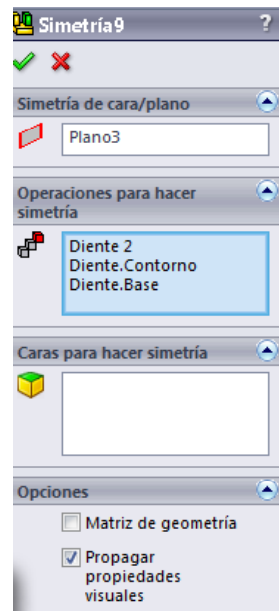 Simetría9 ?
Simetría de cara/plano
Plano3
Operaciones para hacer
simetría
Diente 2
Diente.Contorno
Diente.Base
Caras para hacer simetría
Opciones
Matriz de geometría
Propagar
propiedades
visuales